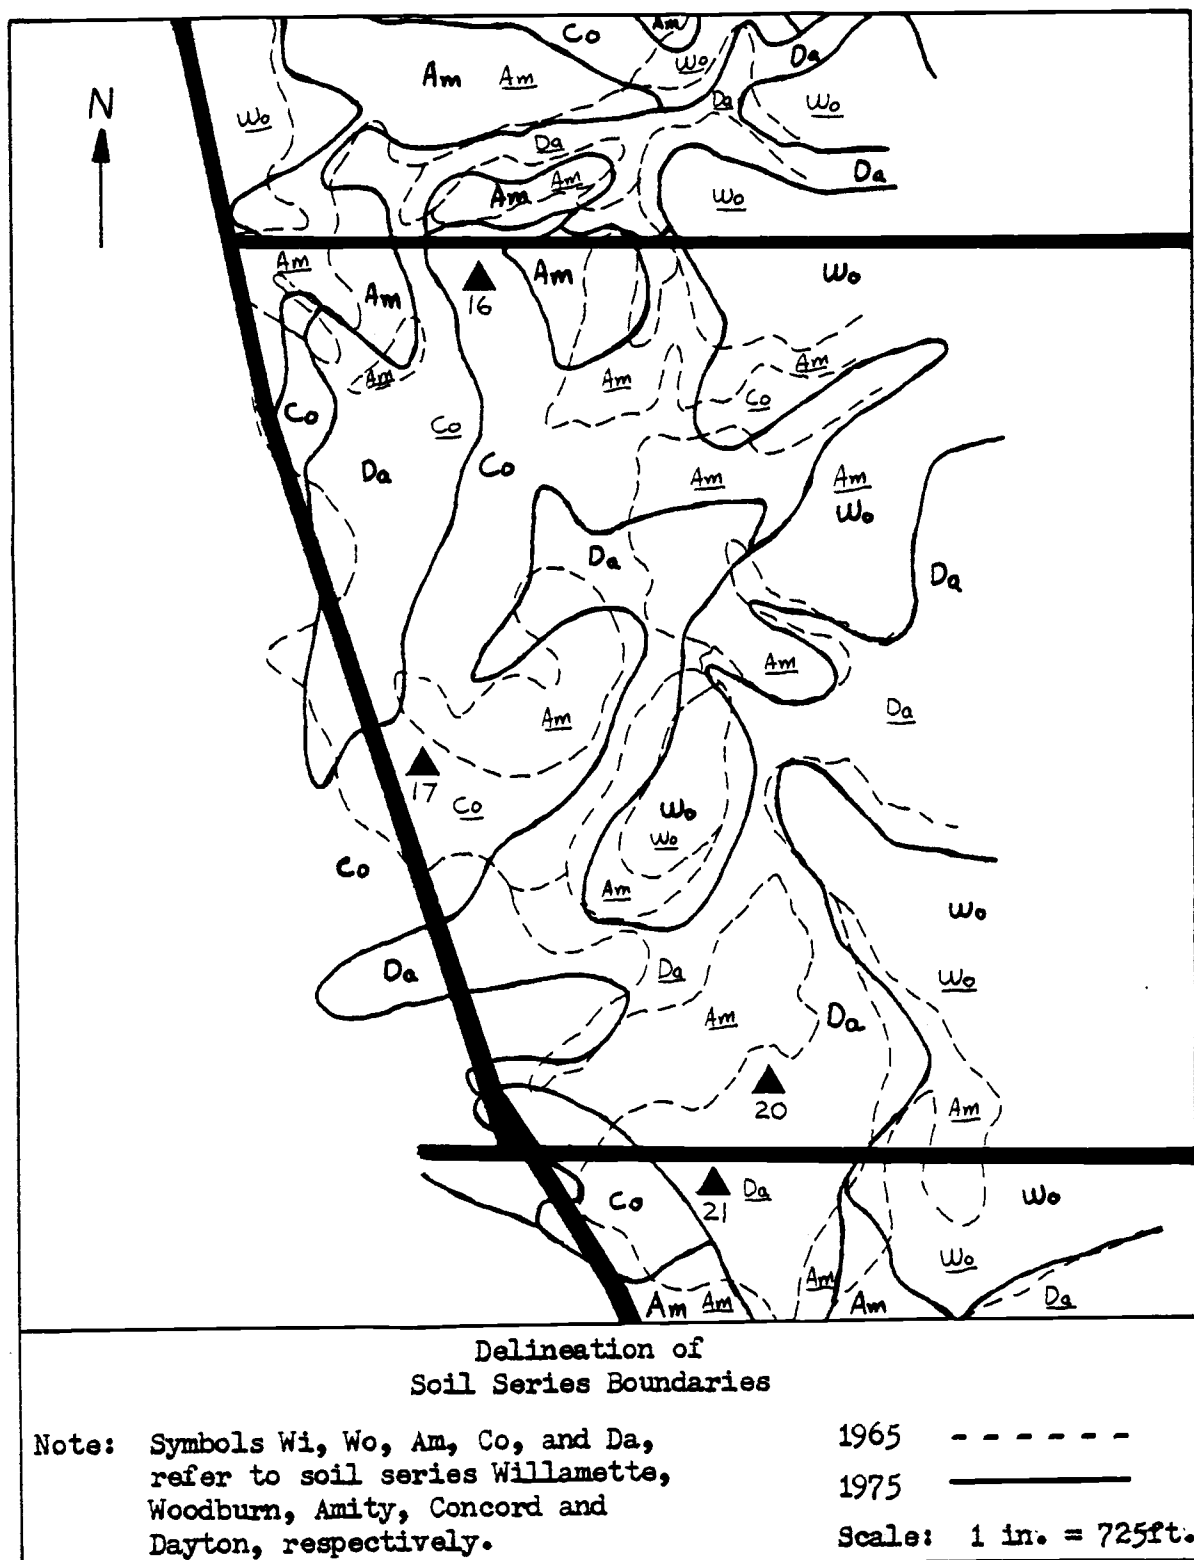 Co
Am
Wo
Da
Am
Am
Wo
Da
Wo
N
Da
Am
Am
Da
Wo
Am
Am
Wo
Am
16
Am
Am
Am
Co
Co
Co
Da
Co
Am
Am
Wo
Da
Da
Am
Am
Da
17
Co
Wo
Wo
Co
Am
Wo
Da
Da
Wo
Am
Da
20
Am
Co
21
Da
Wo
Wo
Am
Am
Am
Am
Da
Delineation of
Soil Series Boundaries
Note: Symbols Wi, Wo, Am, Co, and Da,
refer to soil series Willamette,
Woodburn, Amity, Concord and
Dayton, respectively.
1965
1975
Scale: 1 in. = 725ft.